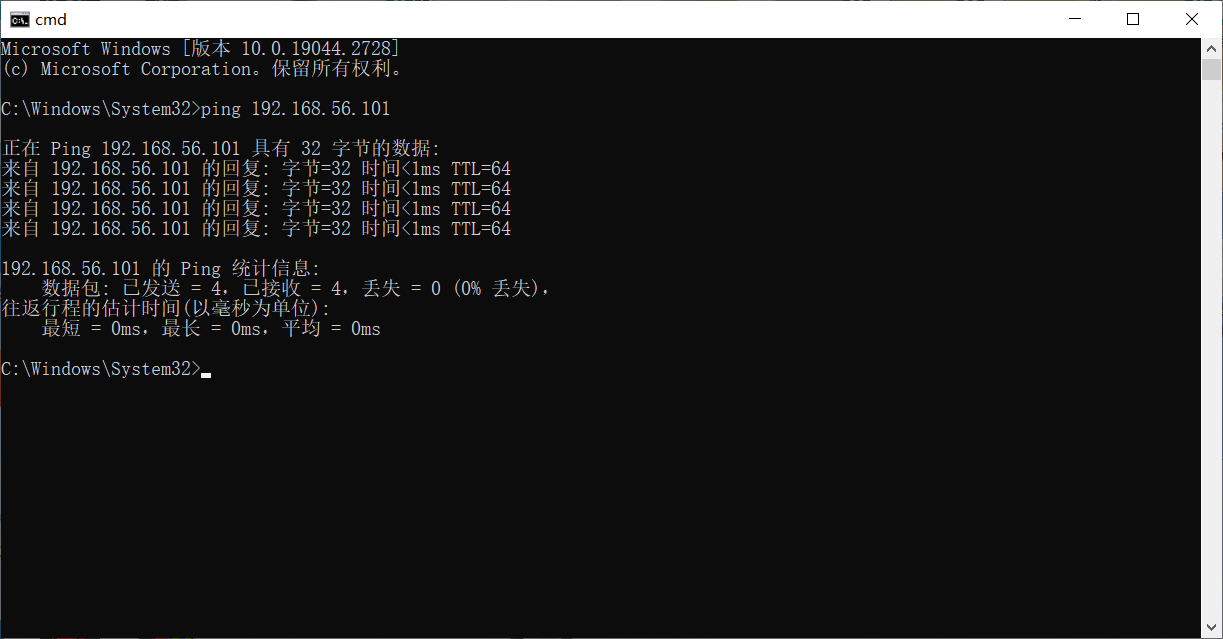 cmd
Microsoft Windows [版本 10.0.19044.2728]
(c) Microsoft Corporation。保留所有权利。
C:\Windows\System32>ping 192.168.56.101
正在 Ping 192.168.56.101 具有 32 字节的数据:
来自 192.168.56.101 的回复: 字节=32 时间<1ms TTL=64
来自 192.168.56.101 的回复: 字节=32 时间<1ms TTL=64
来自 192.168.56.101 的回复: 字节=32 时间<1ms TTL=64
来自 192.168.56.101 的回复: 字节=32 时间<1ms TTL=64
192.168.56.101 的 Ping 统计信息:
数据包: 已发送 = 4，已接收 = 4，丢失 = 0 (0% 丢失)，
往返行程的估计时间(以毫秒为单位):
最短 = 0ms，最长 = 0ms，平均 = 0ms
C:\Windows\System32>